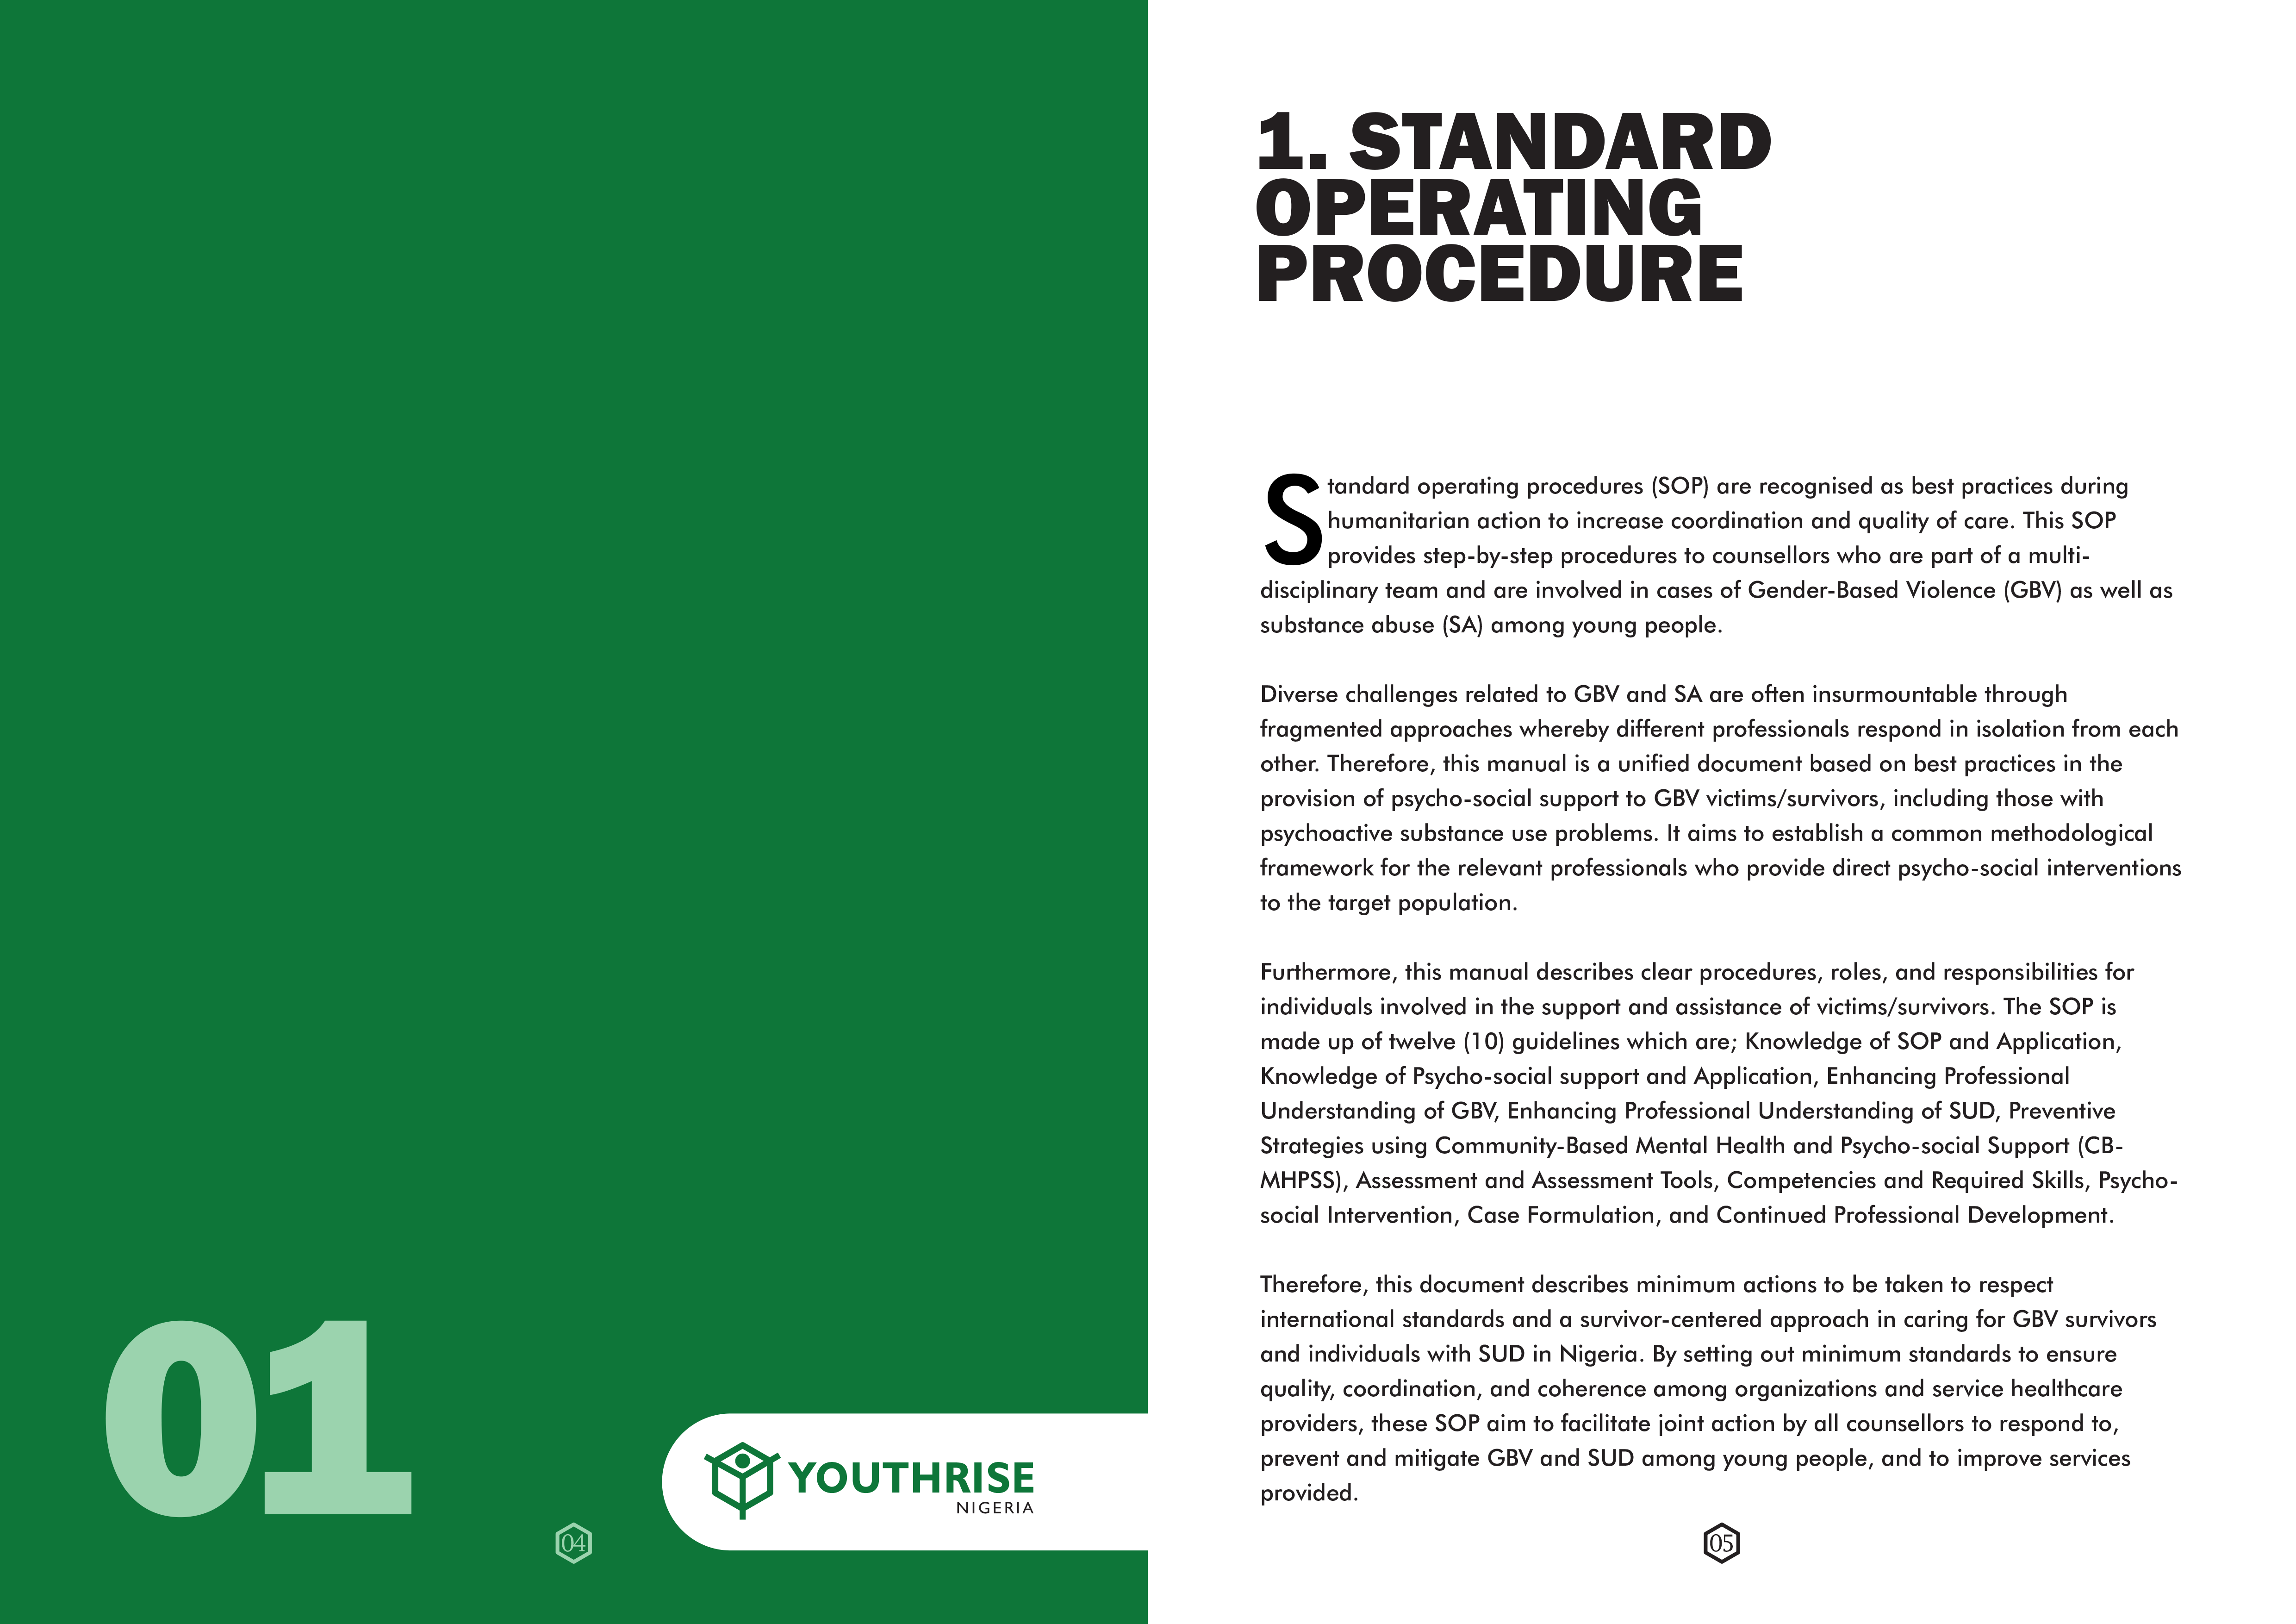 01
04
YOUTHRISE
NIGERIA
1. STANDARD
OPERATING
PROCEDURE
Standard operating procedures (SOP) are recognised as best practices during
humanitarian action to increase coordination and quality of care. This SOP
provides step-by-step procedures to counsellors who are part of a multi-
disciplinary team and are involved in cases of Gender-Based Violence (GBV) as well as
substance abuse (SA) among young people.
Diverse challenges related to GBV and SA are often insurmountable through
fragmented approaches whereby different professionals respond in isolation from each
other. Therefore, this manual is a unified document based on best practices in the
provision of psycho-social support to GBV victims/survivors, including those with
psychoactive substance use problems. It aims to establish a common methodological
framework for the relevant professionals who provide direct psycho-social interventions
to the target population.
Furthermore, this manual describes clear procedures, roles, and responsibilities for
individuals involved in the support and assistance of victims/survivors. The SOP is
made up of twelve (10) guidelines which are; Knowledge of SOP and Application,
Knowledge of Psycho-social support and Application, Enhancing Professional
Understanding of GBV, Enhancing Professional Understanding of SUD, Preventive
Strategies using Community-Based Mental Health and Psycho-social Support (CB-
MHPSS), Assessment and Assessment Tools, Competencies and Required Skills, Psycho-
social Intervention, Case Formulation, and Continued Professional Development.
Therefore, this document describes minimum actions to be taken to respect
international standards and a survivor-centered approach in caring for GBV survivors
and individuals with SUD in Nigeria. By setting out minimum standards to ensure
quality, coordination, and coherence among organizations and service healthcare
providers, these SOP aim to facilitate joint action by all counsellors to respond to,
prevent and mitigate GBV and SUD among young people, and to improve services
provided.
05